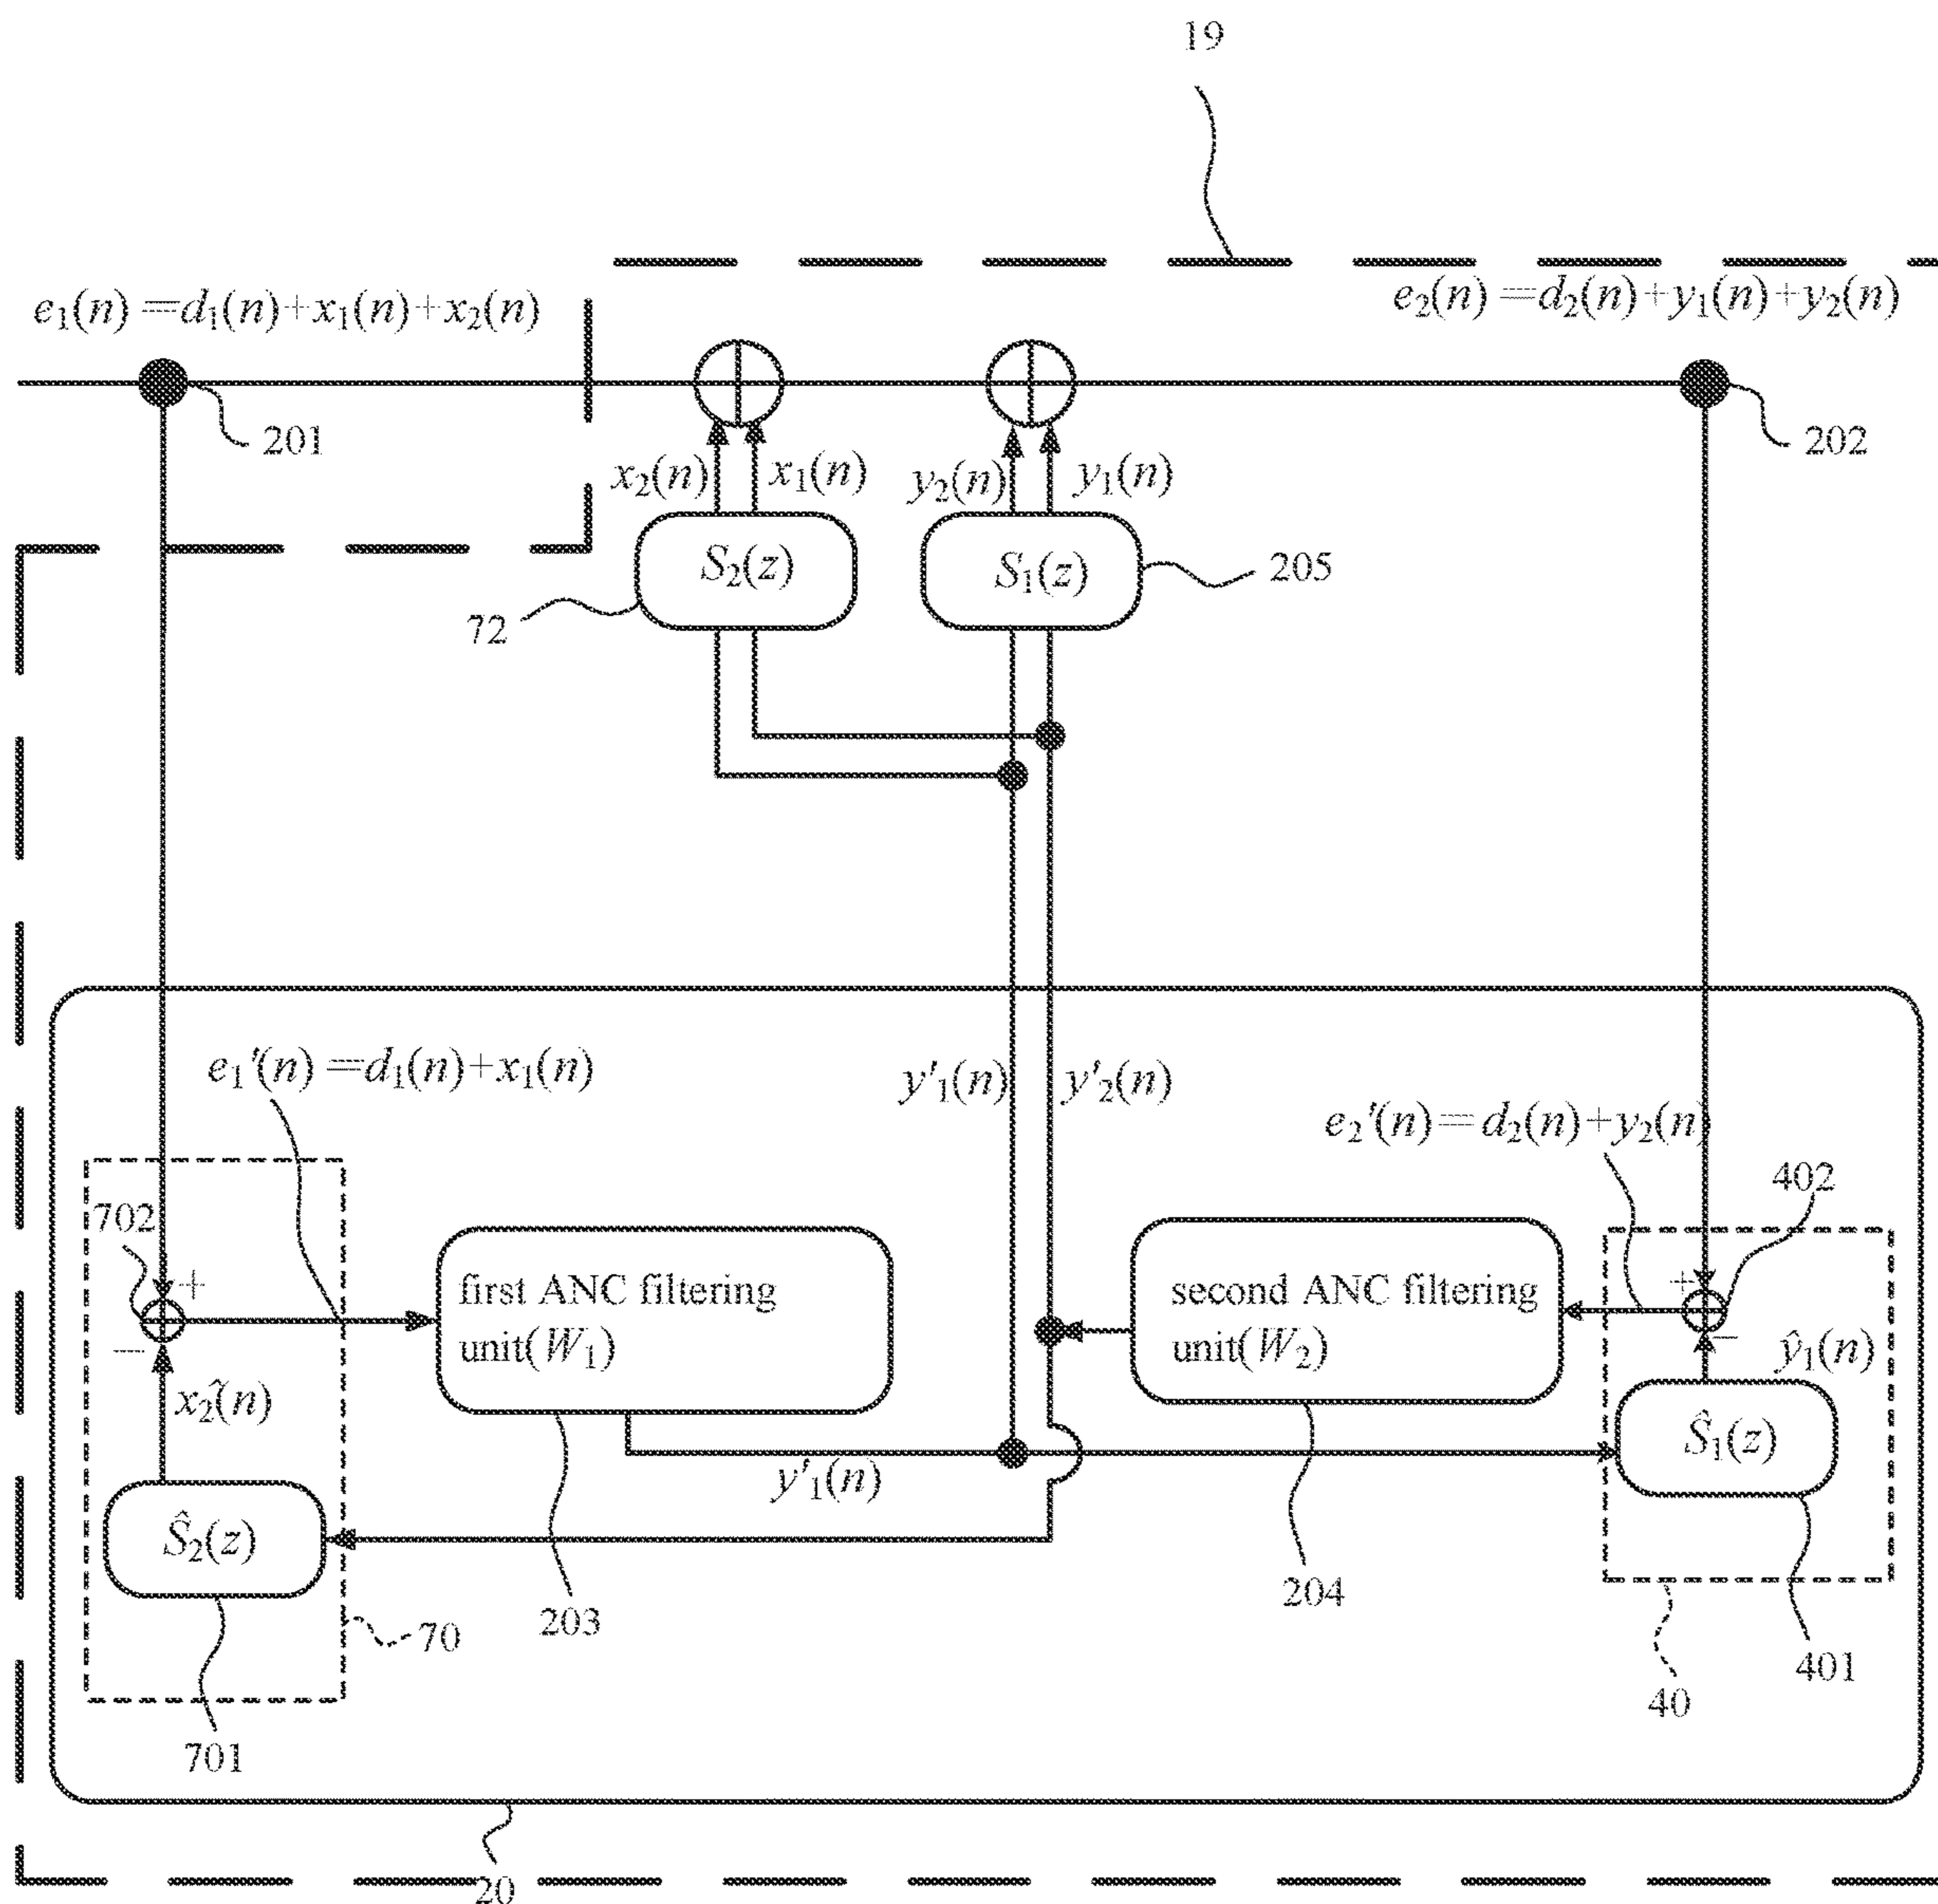 19
e₁(n)=d₁(n)+x₁(n)+x₂(n)
e₂(n)=d₂(n)+y₁(n)+y₂(n)
201
202
x₂(n)
x₁(n)
y₂(n)
y₁(n)
S₂(z)
S₁(z)
205
72
e₁'(n)=d₁(n)+x₁(n)
y'₁(n)
y'₂(n)
e₂'(n)=d₂(n)+y₂(n)
702
402
+
+
first ANC filtering
unit(W₁)
second ANC filtering
unit(W₂)
−
−
x₂̂(n)
ŷ₁(n)
Ŝ₁(z)
y'₁(n)
Ŝ₂(z)
203
204
70
401
40
701
20